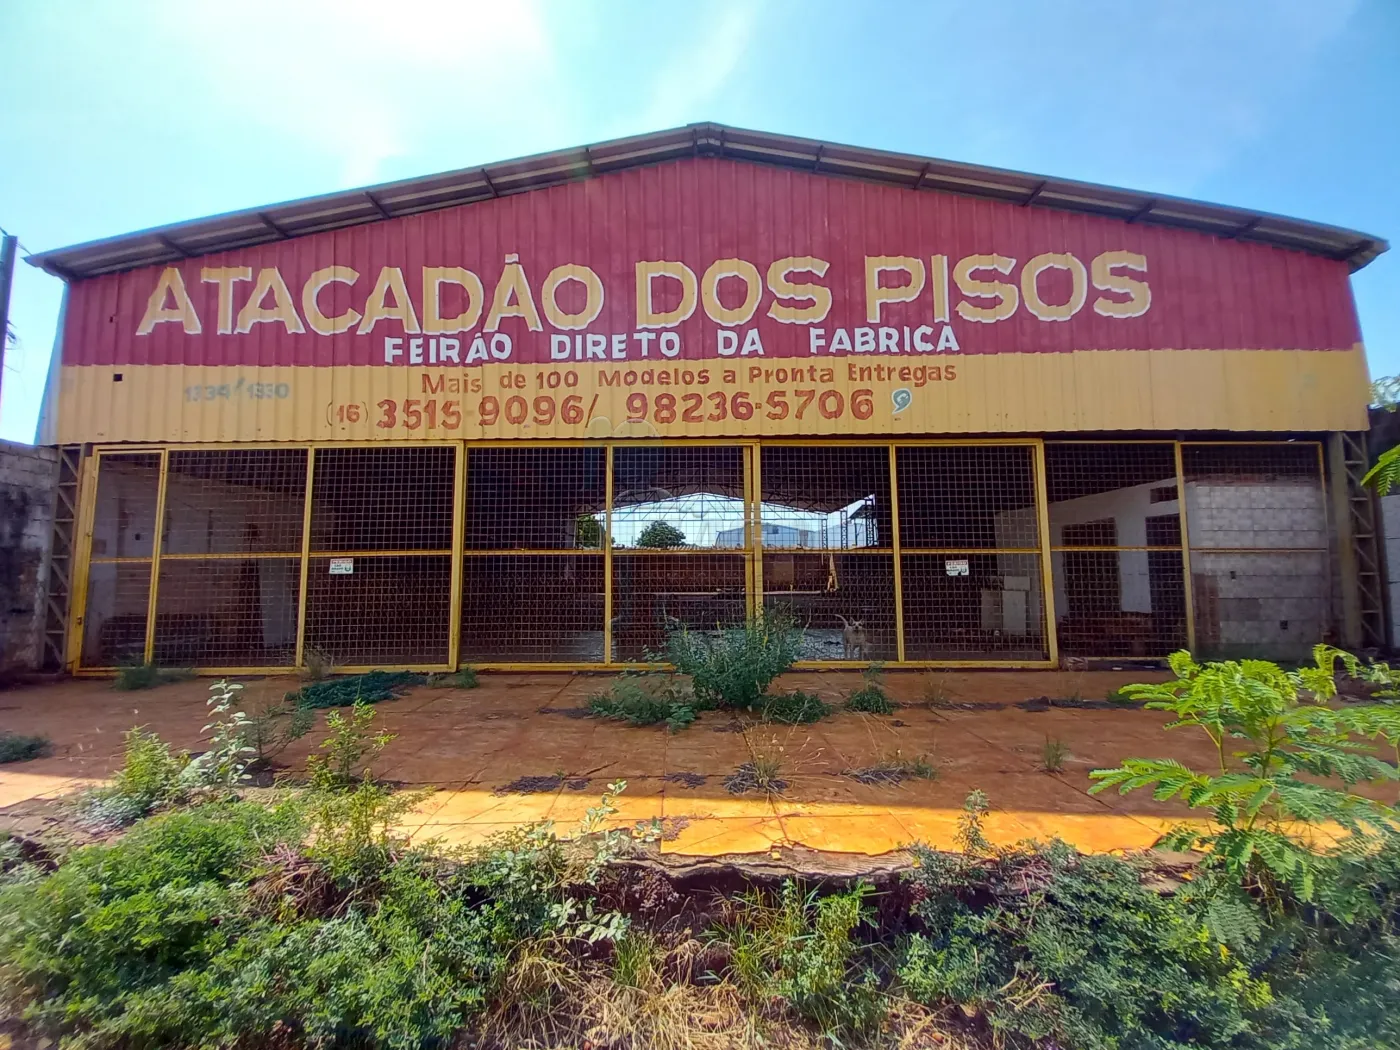 ATACADÃO DOS PISOS
FEIRÃO DIRETO DA FABRICA
Mais de 100 Modelos a Pronta Entregas
(16) 3515-9096/ 98236-5706